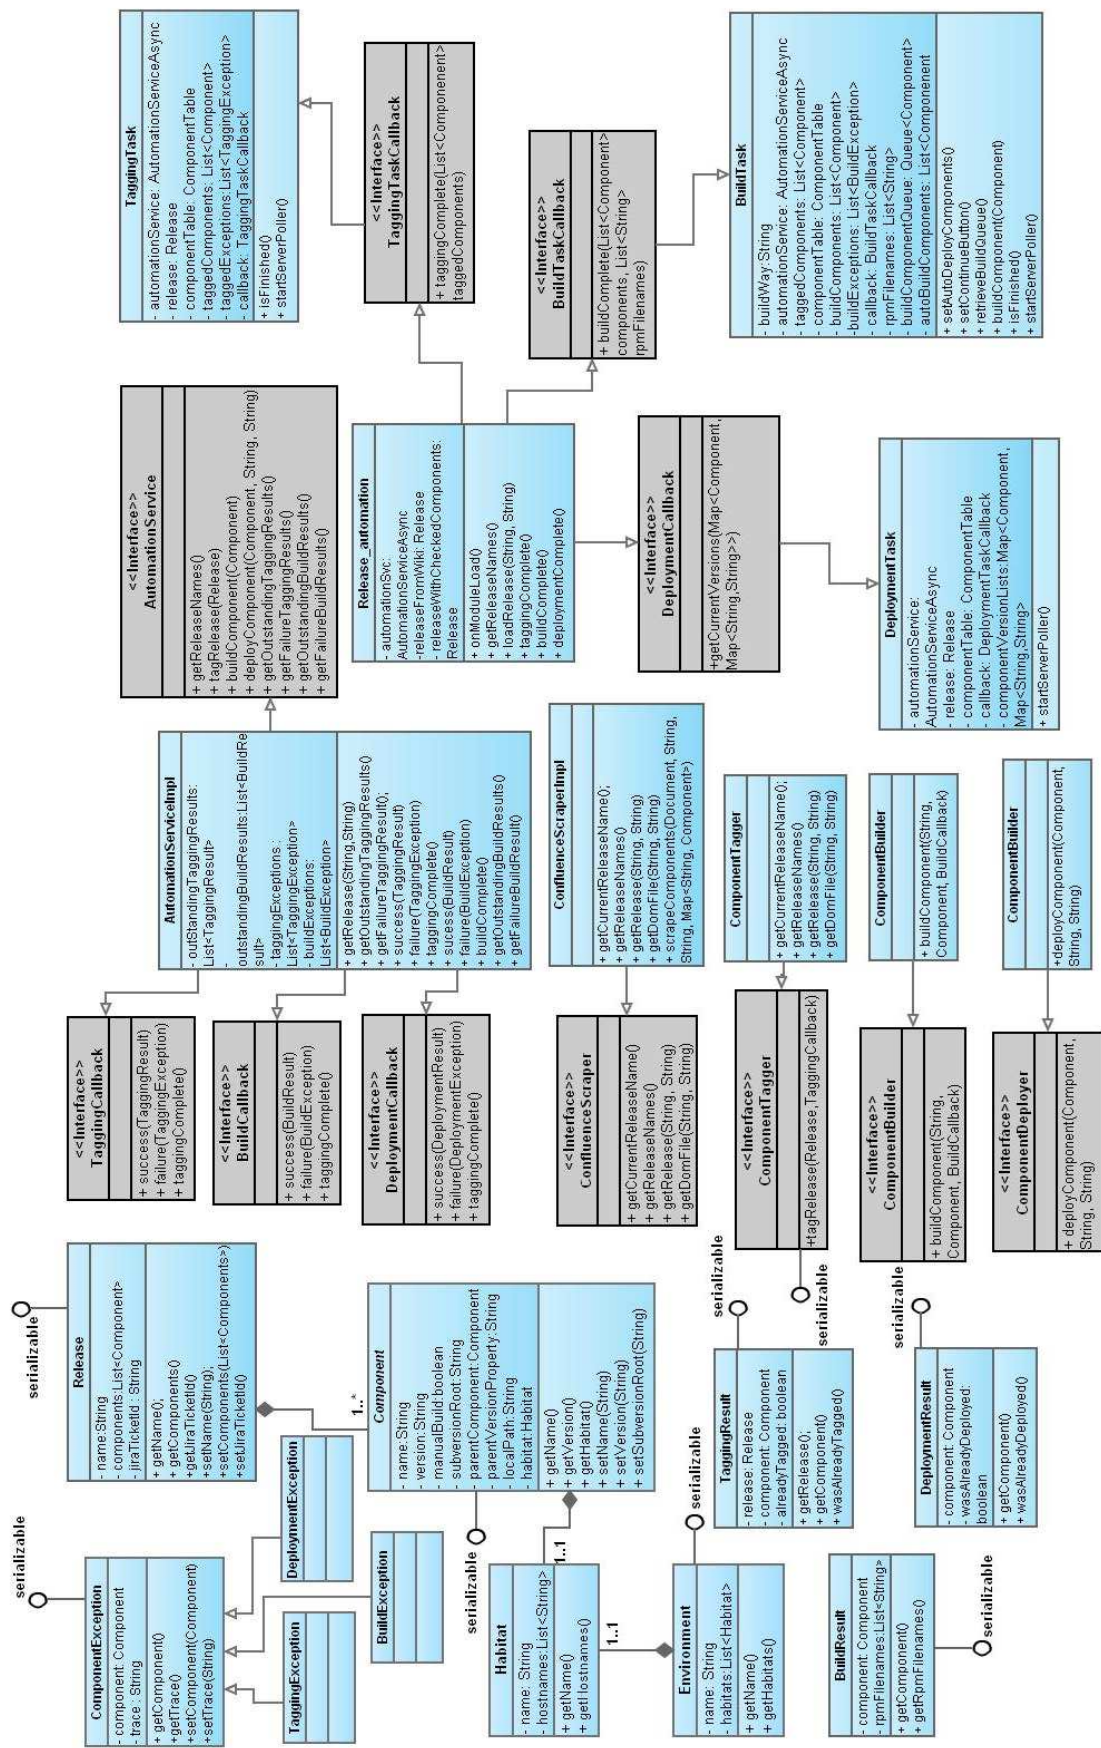 serializable
ComponentException
- component: Component
- trace : String
+ getComponent()
+getTrace()
+setComponent(Component)
+setTrace(String)
TaggingException
DeploymentException
BuildException
serializable
Release
- name:String
- components:List<Component>
- jiraTicketId : String
+ getName();
+ getComponents()
+getJiraTicketId()
+setName(String);
+setComponents(List<Components>)
+setJiraTicketId()
1..*
Component
- name:String
- version:String
- manualBuild: boolean
- subversionRoot: String
- parentComponent:Component
- parentVersionProperty:String
- localPath:String
- habitat:Habitat
+ getName()
+ getVersion()
+ getHabitat()
+ setName(String)
+ setVersion(String)
+ setSubversionRoot(String)
serializable
1..1
Habitat
- name: String
- hostnames:List<String>
+ getName()
+ getHostnames()
1..1
Environment
- name: String
- habitats:List<Habitat>
+ getName()
+ getHabitats()
serializable
TaggingResult
- release: Release
- component: Component
- alreadyTagged: boolean
+ getRelease();
+ getComponent()
+ wasAlreadyTagged()
serializable
BuildResult
- component: Component
- rpmFilenames:List<String>
+ getComponent()
+ getRpmFilenames()
serializable
DeploymentResult
- component: Component
- wasAlreadyDeployed:
boolean
+ getComponent()
+ wasAlreadyDeployed()
serializable
<<Interface>>
TaggingCallback
+ success(TaggingResult)
+ failure(TaggingException)
+ taggingComplete()
<<Interface>>
BuildCallback
+ success(BuildResult)
+ failure(BuildException)
+ taggingComplete()
<<Interface>>
DeploymentCallback
+ success(DeploymentResult)
+ failure(DeploymentException)
+ taggingComplete()
<<Interface>>
ConfluenceScraper
+ getCurrentReleaseName()
+ getReleaseNames()
+ getRelease(String, String)
+ getDomFile(String, String)
<<Interface>>
ComponentTagger
+tagRelease(Release,TaggingCallback)
serializable
<<Interface>>
ComponentBuilder
+ buildComponent(String,
Component, BuildCallback)
<<Interface>>
ComponentDeployer
+ deployComponent(Component,
String, String)
AutomationServiceImpl
- outStandingTaggingResults:
List<TaggingResult>
-
outstandingBuildResults:List<BuildRe
sult>
- taggingExceptions.:
List<TaggingException>
- buildExceptions:
List<BuildException>
+getRelease(String,String)
+ getOutstandingTaggingResults()
+ getFailureTaggingResult();
+ success(TaggingResult)
+ failure(TaggingException)
+ taggingComplete()
+ sucess(BuildResult)
+ failure(BuildException)
+ buildComplete()
+ getOutstandingBuildResults()
+ getFailureBuildResult()
ConfluenceScraperImpl
+ getCurrentReleaseName();
+ getReleaseNames()
+ getRelease(String, String)
+ getDomFile(String, String)
+ scrapeComponents(Document, String,
String, Map<String, Component>)
ComponentTagger
+ getCurrentReleaseName();
+ getReleaseNames()
+ getRelease(String, String)
+ getDomFile(String, String)
ComponentBuilder
+ buildComponent(String,
Component, BuildCallback)
ComponentBuilder
+deployComponent(Component,
String, String)
<<Interface>>
AutomationService
+ getReleaseNames()
+ tagRelease(Release)
+ buildComponent(Component)
+ deployComponent(Component, String, String)
+ getOutstandingTaggingResults()
+ getFailureTaggingResults()
+ getOutstandingBuildResults()
+ getFailureBuildResults()
Release_automation
- automationSvc:
AutomationServiceAsync
-releaseFromWiki: Release
- releaseWithCheckedComponents:
Release
+ onModuleLoad()
+ getReleaseNames()
+ loadRelease(String, String)
+ taggingComplete()
+ buildComplete()
+ deploymentComplete()
<<Interface>>
DeploymentCallback
+getCurrentVersions(Map<Component,
Map<String,String>>)
DeploymentTask
- automationService:
AutomationServiceAsync
- release: Release
- componentTable: ComponentTable
- callback: DeploymentTaskCallback
- componentVersionLists:Map<Component,
Map<String,String>
+ startServerPoller()
TaggingTask
- automationService: AutomationServiceAsync
- release: Release
- componentTable: ComponentTable
- taggedComponents: List<Component>
- taggedExceptions:List<TaggingException>
- callback: TaggingTaskCallback
+ isFinished()
+ startServerPoller()
<<Interface>>
TaggingTaskCallback
+ taggingComplete(List<Componenent>
taggedComponents)
<<Interface>>
BuildTaskCallback
+ buildComplete(List<Component>
components, List<String>
rpmFilenames)
BuildTask
- buildWay:String
- automationService: AutomationServiceAsync
- taggedComponents: List<Component>
- componentTable: ComponentTable
- buildComponents: List<Component>
-buildExceptions: List<BuildException>
- callback: BuildTaskCallback
- rpmFilenames: List<String>
- buildComponentQueue: Queue<Component>
- autoBuildComponents: List<Componenent
+ setAutoDeployComponents()
+ setContinueButton()
+ retrieveBuildQueue()
+ buildComponent(Component)
+ isFinished()
+ startServerPoller()